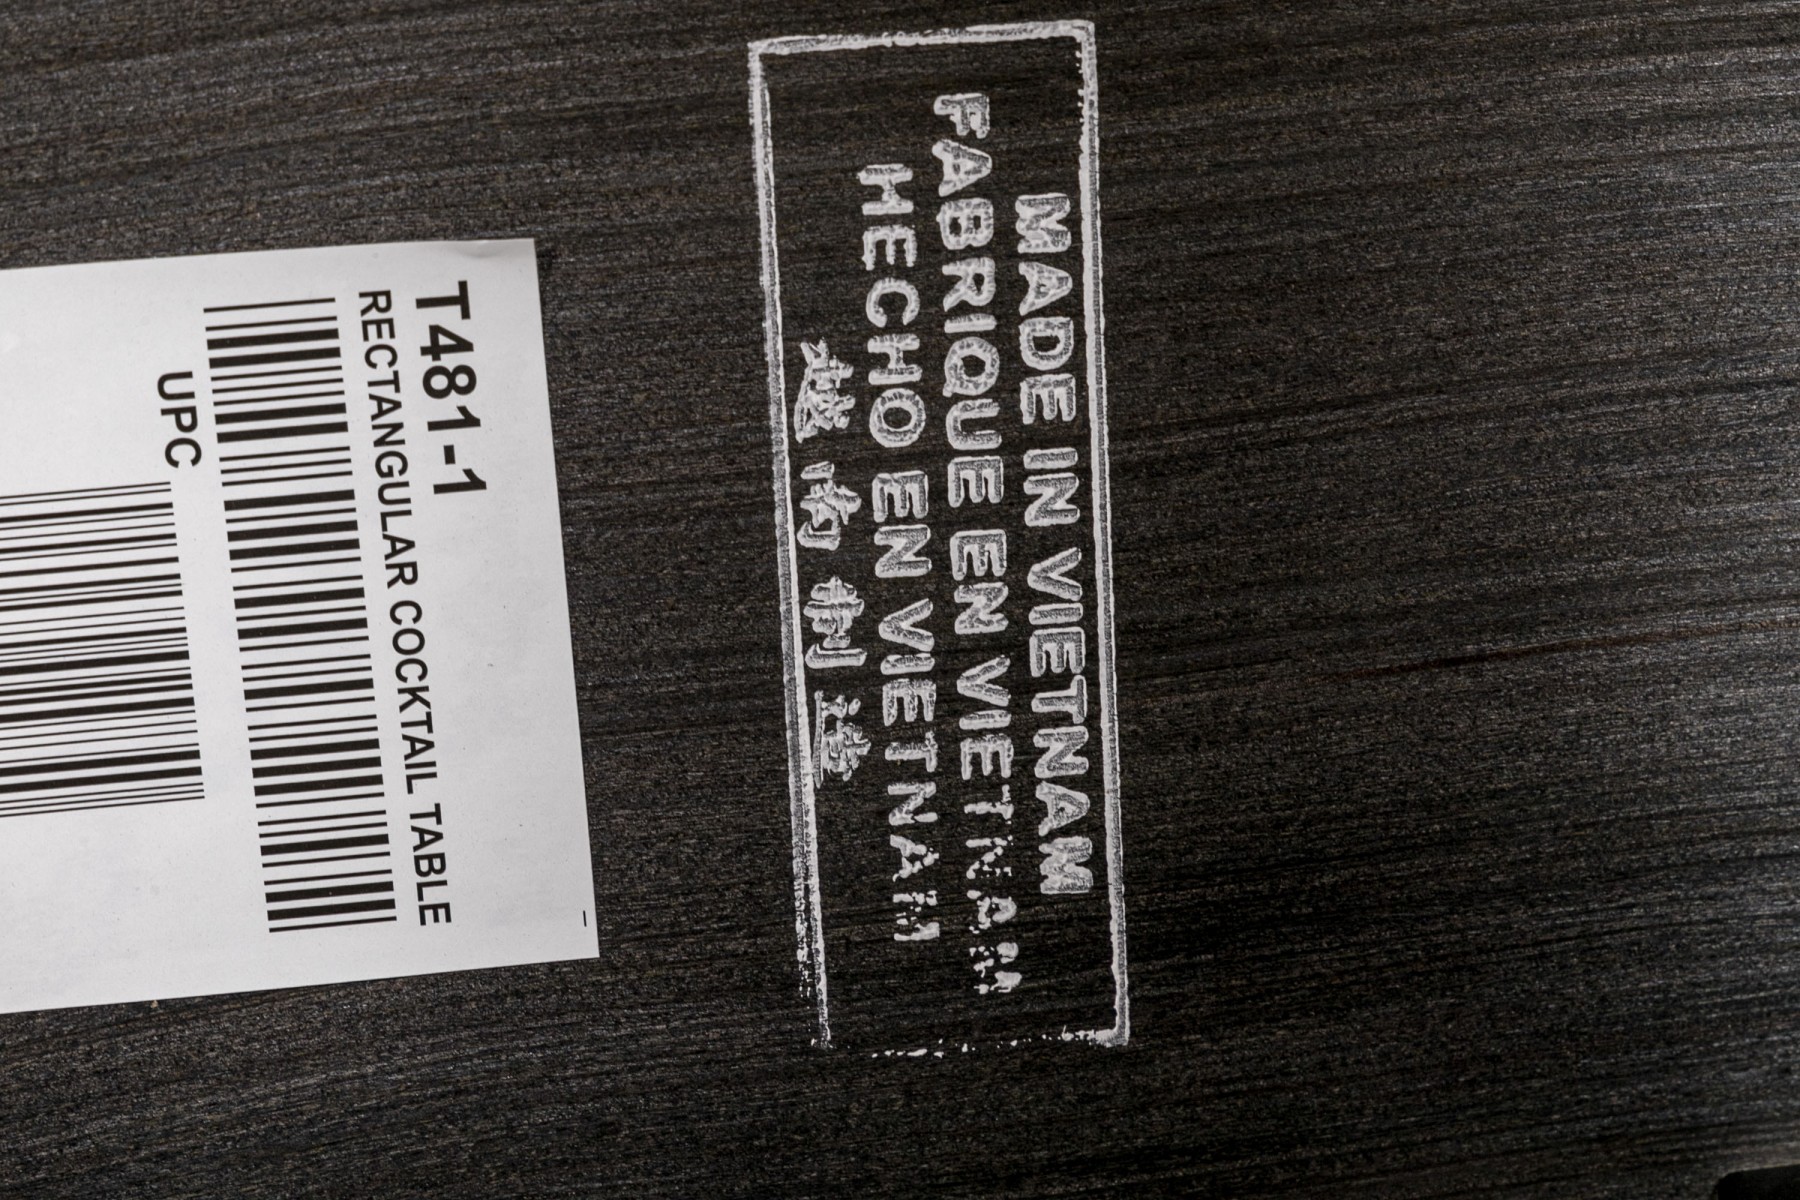 T481-1
RECTANGULAR COCKTAIL TABLE
UPC
MADE IN VIETNAM
FABRIQUE EN VIETNAM
HECHO EN VIETNAM
越南制造